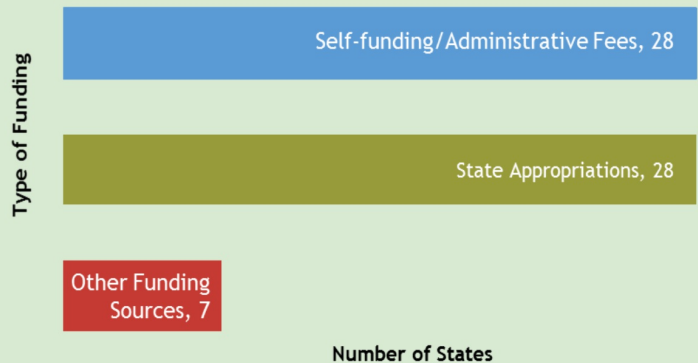 Type of Funding
Self-funding/Administrative Fees, 28
State Appropriations, 28
Other Funding
Sources, 7
Number of States